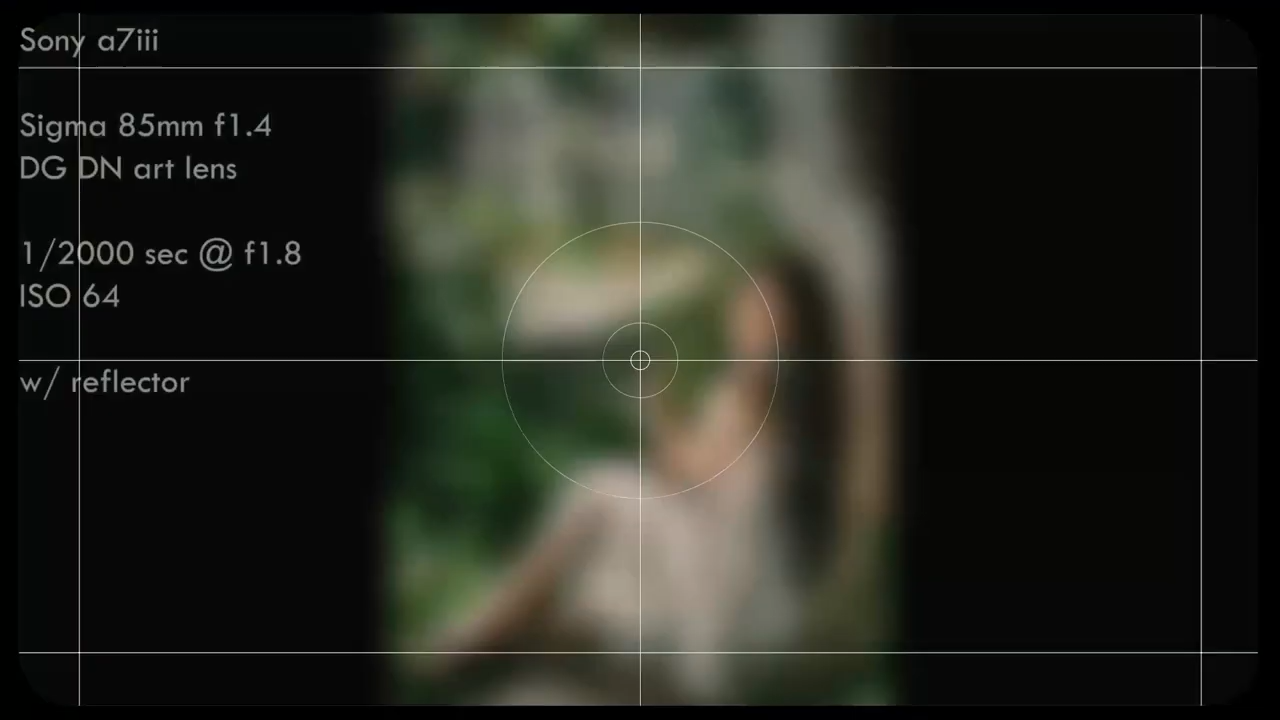 Sony a7iii
Sigma 85mm f1.4
DG DN art lens
1/2000 sec @ f1.8
ISO 64
w/ reflector